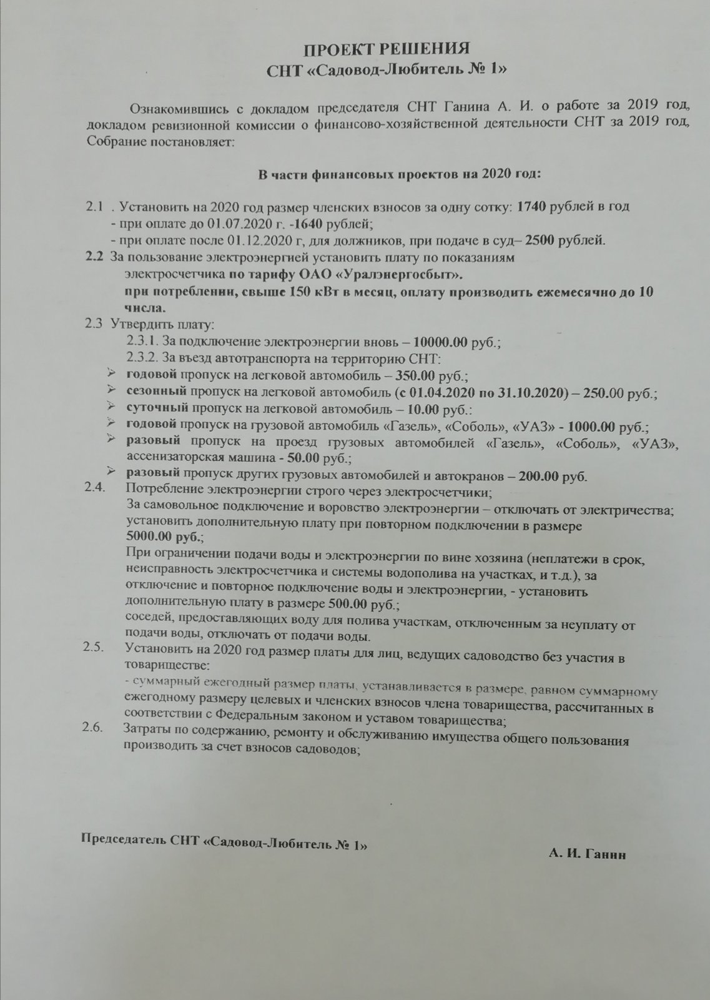 ПРОЕКТ РЕШЕНИЯ
СНТ «Садовод-Любитель № 1»
Ознакомившись с докладом председателя СНТ Ганина А. И. о работе за 2019 год,
докладом ревизионной комиссии о финансово-хозяйственной деятельности СНТ за 2019 год,
Собрание постановляет:
В части финансовых проектов на 2020 год:
2.1 . Установить на 2020 год размер членских взносов за одну сотку: 1740 рублей в год
- при оплате до 01.07.2020 г. -1640 рублей;
- при оплате после 01.12.2020 г, для должников, при подаче в суд– 2500 рублей.
2.2 За пользование электроэнергией установить плату по показаниям
электросчетчика по тарифу ОАО «Уралэнергосбыт».
при потреблении, свыше 150 кВт в месяц, оплату производить ежемесячно до 10
числа.
2.3 Утвердить плату:
2.3.1. За подключение электроэнергии вновь – 10000.00 руб.;
2.3.2. За въезд автотранспорта на территорию СНТ:
➢ годовой пропуск на легковой автомобиль – 350.00 руб.;
➢ сезонный пропуск на легковой автомобиль (с 01.04.2020 по 31.10.2020) – 250.00 руб.;
➢ суточный пропуск на легковой автомобиль – 10.00 руб.:
➢ годовой пропуск на грузовой автомобиль «Газель», «Соболь», «УАЗ» - 1000.00 руб.;
➢ разовый пропуск на проезд грузовых автомобилей «Газель», «Соболь», «УАЗ»,
ассенизаторская машина - 50.00 руб.;
➢ разовый пропуск других грузовых автомобилей и автокранов – 200.00 руб.
2.4. Потребление электроэнергии строго через электросчетчики;
За самовольное подключение и воровство электроэнергии – отключать от электричества;
установить дополнительную плату при повторном подключении в размере
5000.00 руб.;
При ограничении подачи воды и электроэнергии по вине хозяина (неплатежи в срок,
неисправность электросчетчика и системы водополива на участках, и т.д.), за
отключение и повторное подключение воды и электроэнергии, - установить
дополнительную плату в размере 500.00 руб.;
соседей, предоставляющих воду для полива участкам, отключенным за неуплату от
подачи воды, отключать от подачи воды.
2.5. Установить на 2020 год размер платы для лиц, ведущих садоводство без участия в
товариществе:
- суммарный ежегодный размер платы, устанавливается в размере, равном суммарному
ежегодному размеру целевых и членских взносов члена товарищества, рассчитанных в
соответствии с Федеральным законом и уставом товарищества;
2.6. Затраты по содержанию, ремонту и обслуживанию имущества общего пользования
производить за счет взносов садоводов;
Председатель СНТ «Садовод-Любитель № 1»
А. И. Ганин